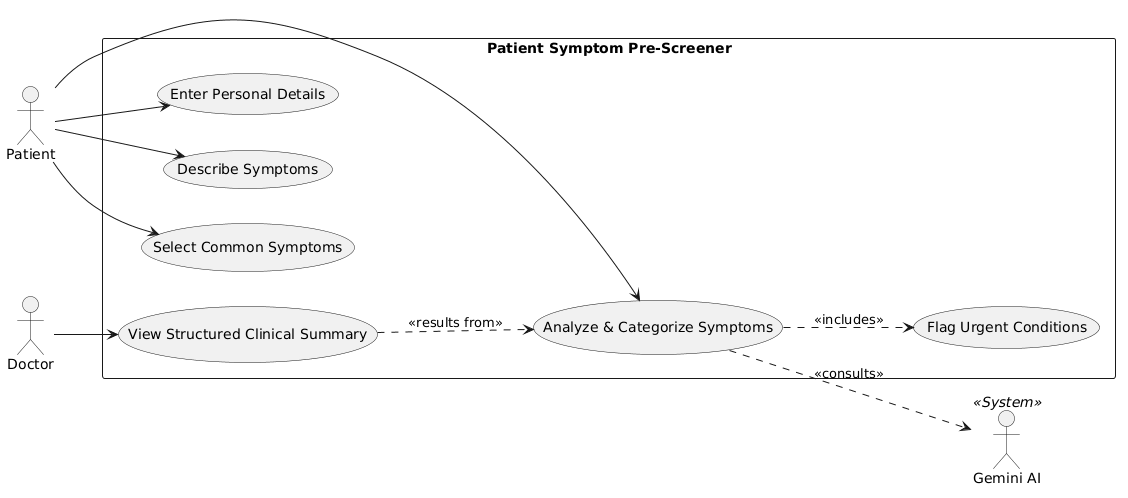 Patient Symptom Pre-Screener
Enter Personal Details
Patient
Describe Symptoms
Select Common Symptoms
Doctor
View Structured Clinical Summary
«results from»
Analyze & Categorize Symptoms
«includes»
Flag Urgent Conditions
«consults»
«System»
Gemini AI